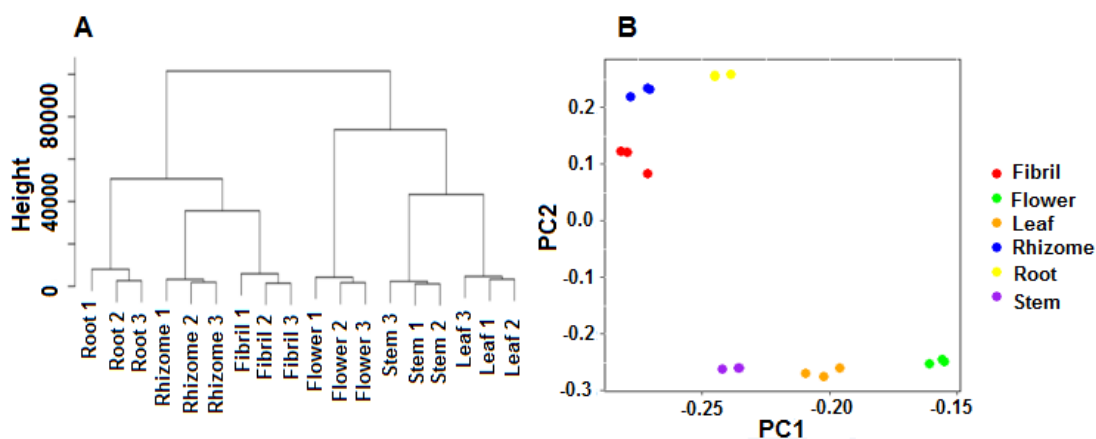 A
Height
0
40000
80000
Root 1
Root 2
Root 3
Rhizome 1
Rhizome 2
Rhizome 3
Fibril 1
Fibril 2
Fibril 3
Flower 1
Flower 2
Flower 3
Stem 3
Stem 1
Stem 2
Leaf 3
Leaf 1
Leaf 2
B
PC2
0.2
0.1
0.0
-0.1
-0.2
-0.3
-0.25
-0.20
-0.15
PC1
Fibril
Flower
Leaf
Rhizome
Root
Stem